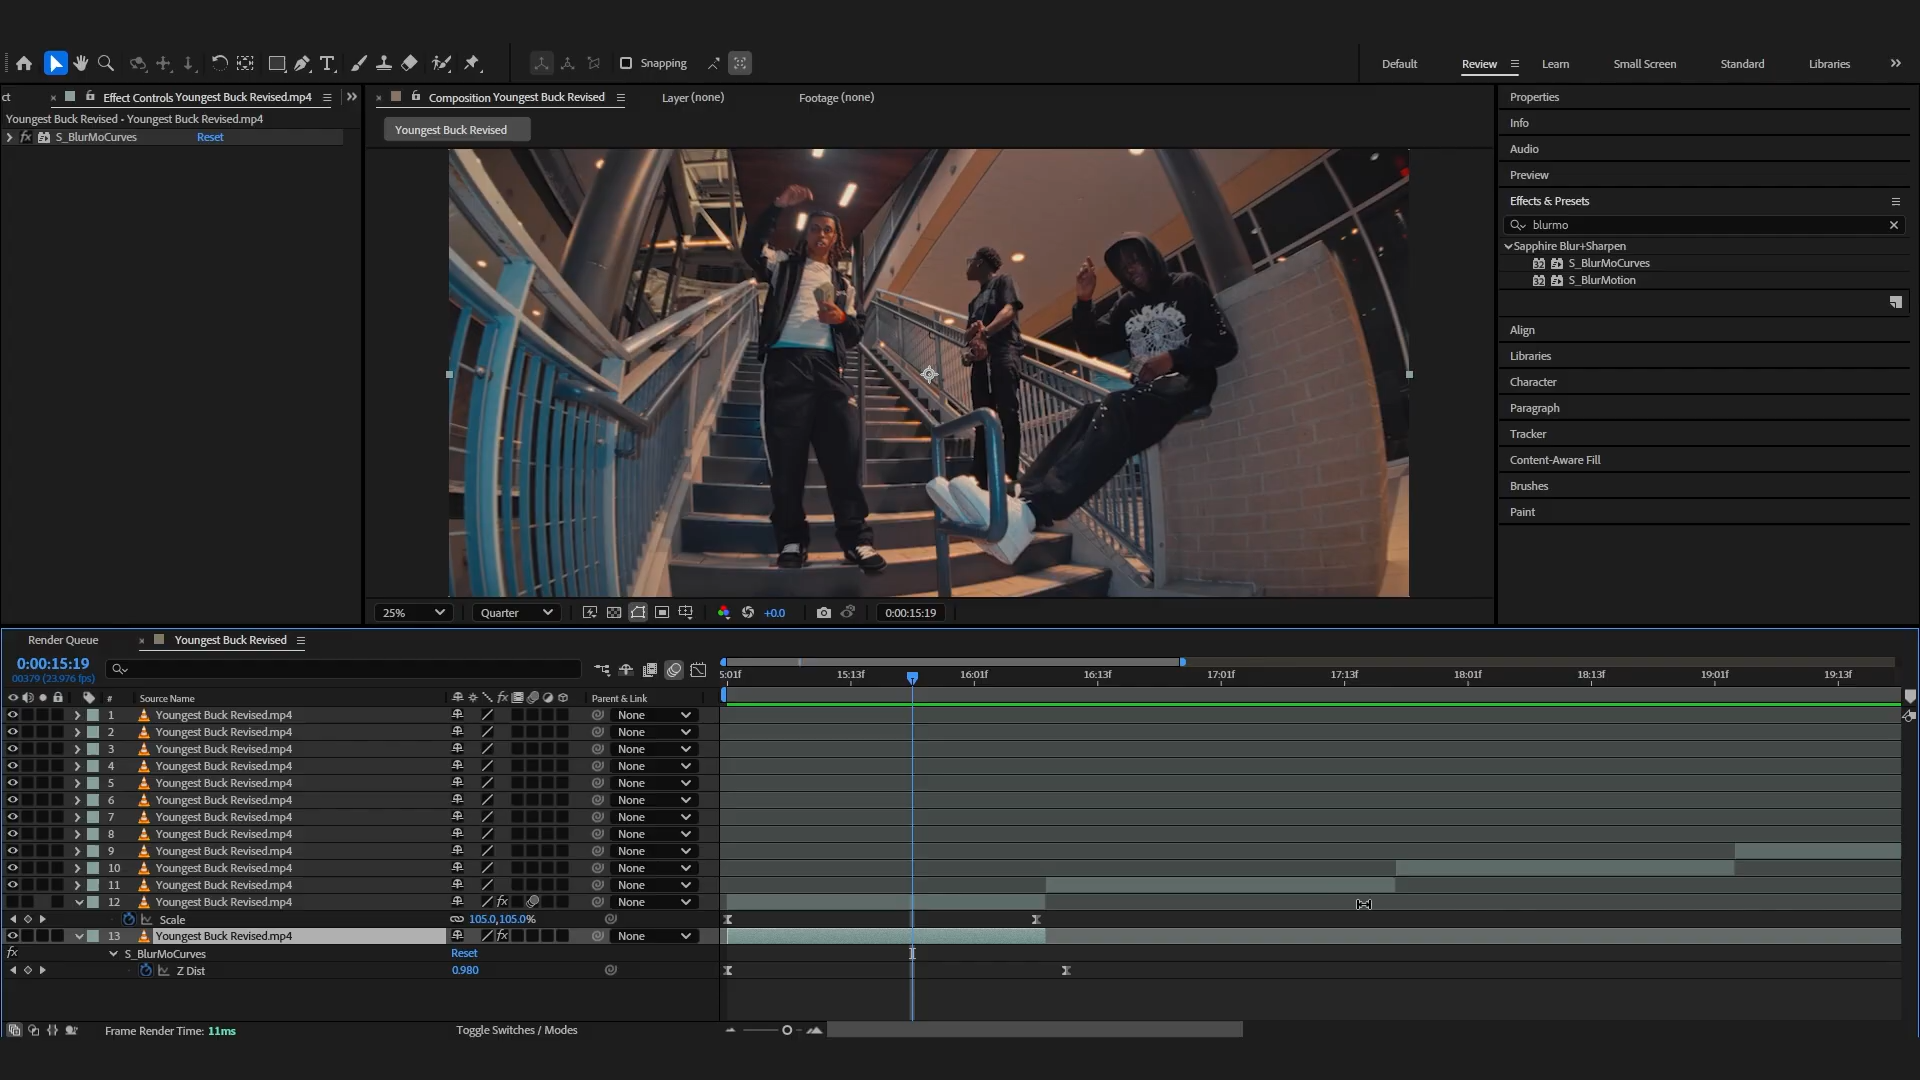 Snapping
Default
Review
Learn
Small Screen
Standard
Libraries
ct
Effect Controls Youngest Buck Revised.mp4
Composition Youngest Buck Revised
Layer (none)
Footage (none)
Youngest Buck Revised - Youngest Buck Revised.mp4
fx S_BlurMoCurves Reset
Youngest Buck Revised
Properties
Info
Audio
Preview
Effects & Presets
blurmo
Sapphire Blur+Sharpen
32 S_BlurMoCurves
32 S_BlurMotion
Align
Libraries
Character
Paragraph
Tracker
Content-Aware Fill
Brushes
Paint
25%
Quarter
+0.0
0:00:15:19
Render Queue
Youngest Buck Revised
0:00:15:19
00379 (23.976 fps)
5:01f 15:13f 16:01f 16:13f 17:01f 17:13f 18:01f 18:13f 19:01f 19:13f
# Source Name fx Parent & Link
1 Youngest Buck Revised.mp4 None
2 Youngest Buck Revised.mp4 None
3 Youngest Buck Revised.mp4 None
4 Youngest Buck Revised.mp4 None
5 Youngest Buck Revised.mp4 None
6 Youngest Buck Revised.mp4 None
7 Youngest Buck Revised.mp4 None
8 Youngest Buck Revised.mp4 None
9 Youngest Buck Revised.mp4 None
10 Youngest Buck Revised.mp4 None
11 Youngest Buck Revised.mp4 None
12 Youngest Buck Revised.mp4 fx None
Scale 105.0,105.0%
13 Youngest Buck Revised.mp4 fx None
fx S_BlurMoCurves Reset
Z Dist 0.980
Frame Render Time: 11ms
Toggle Switches / Modes